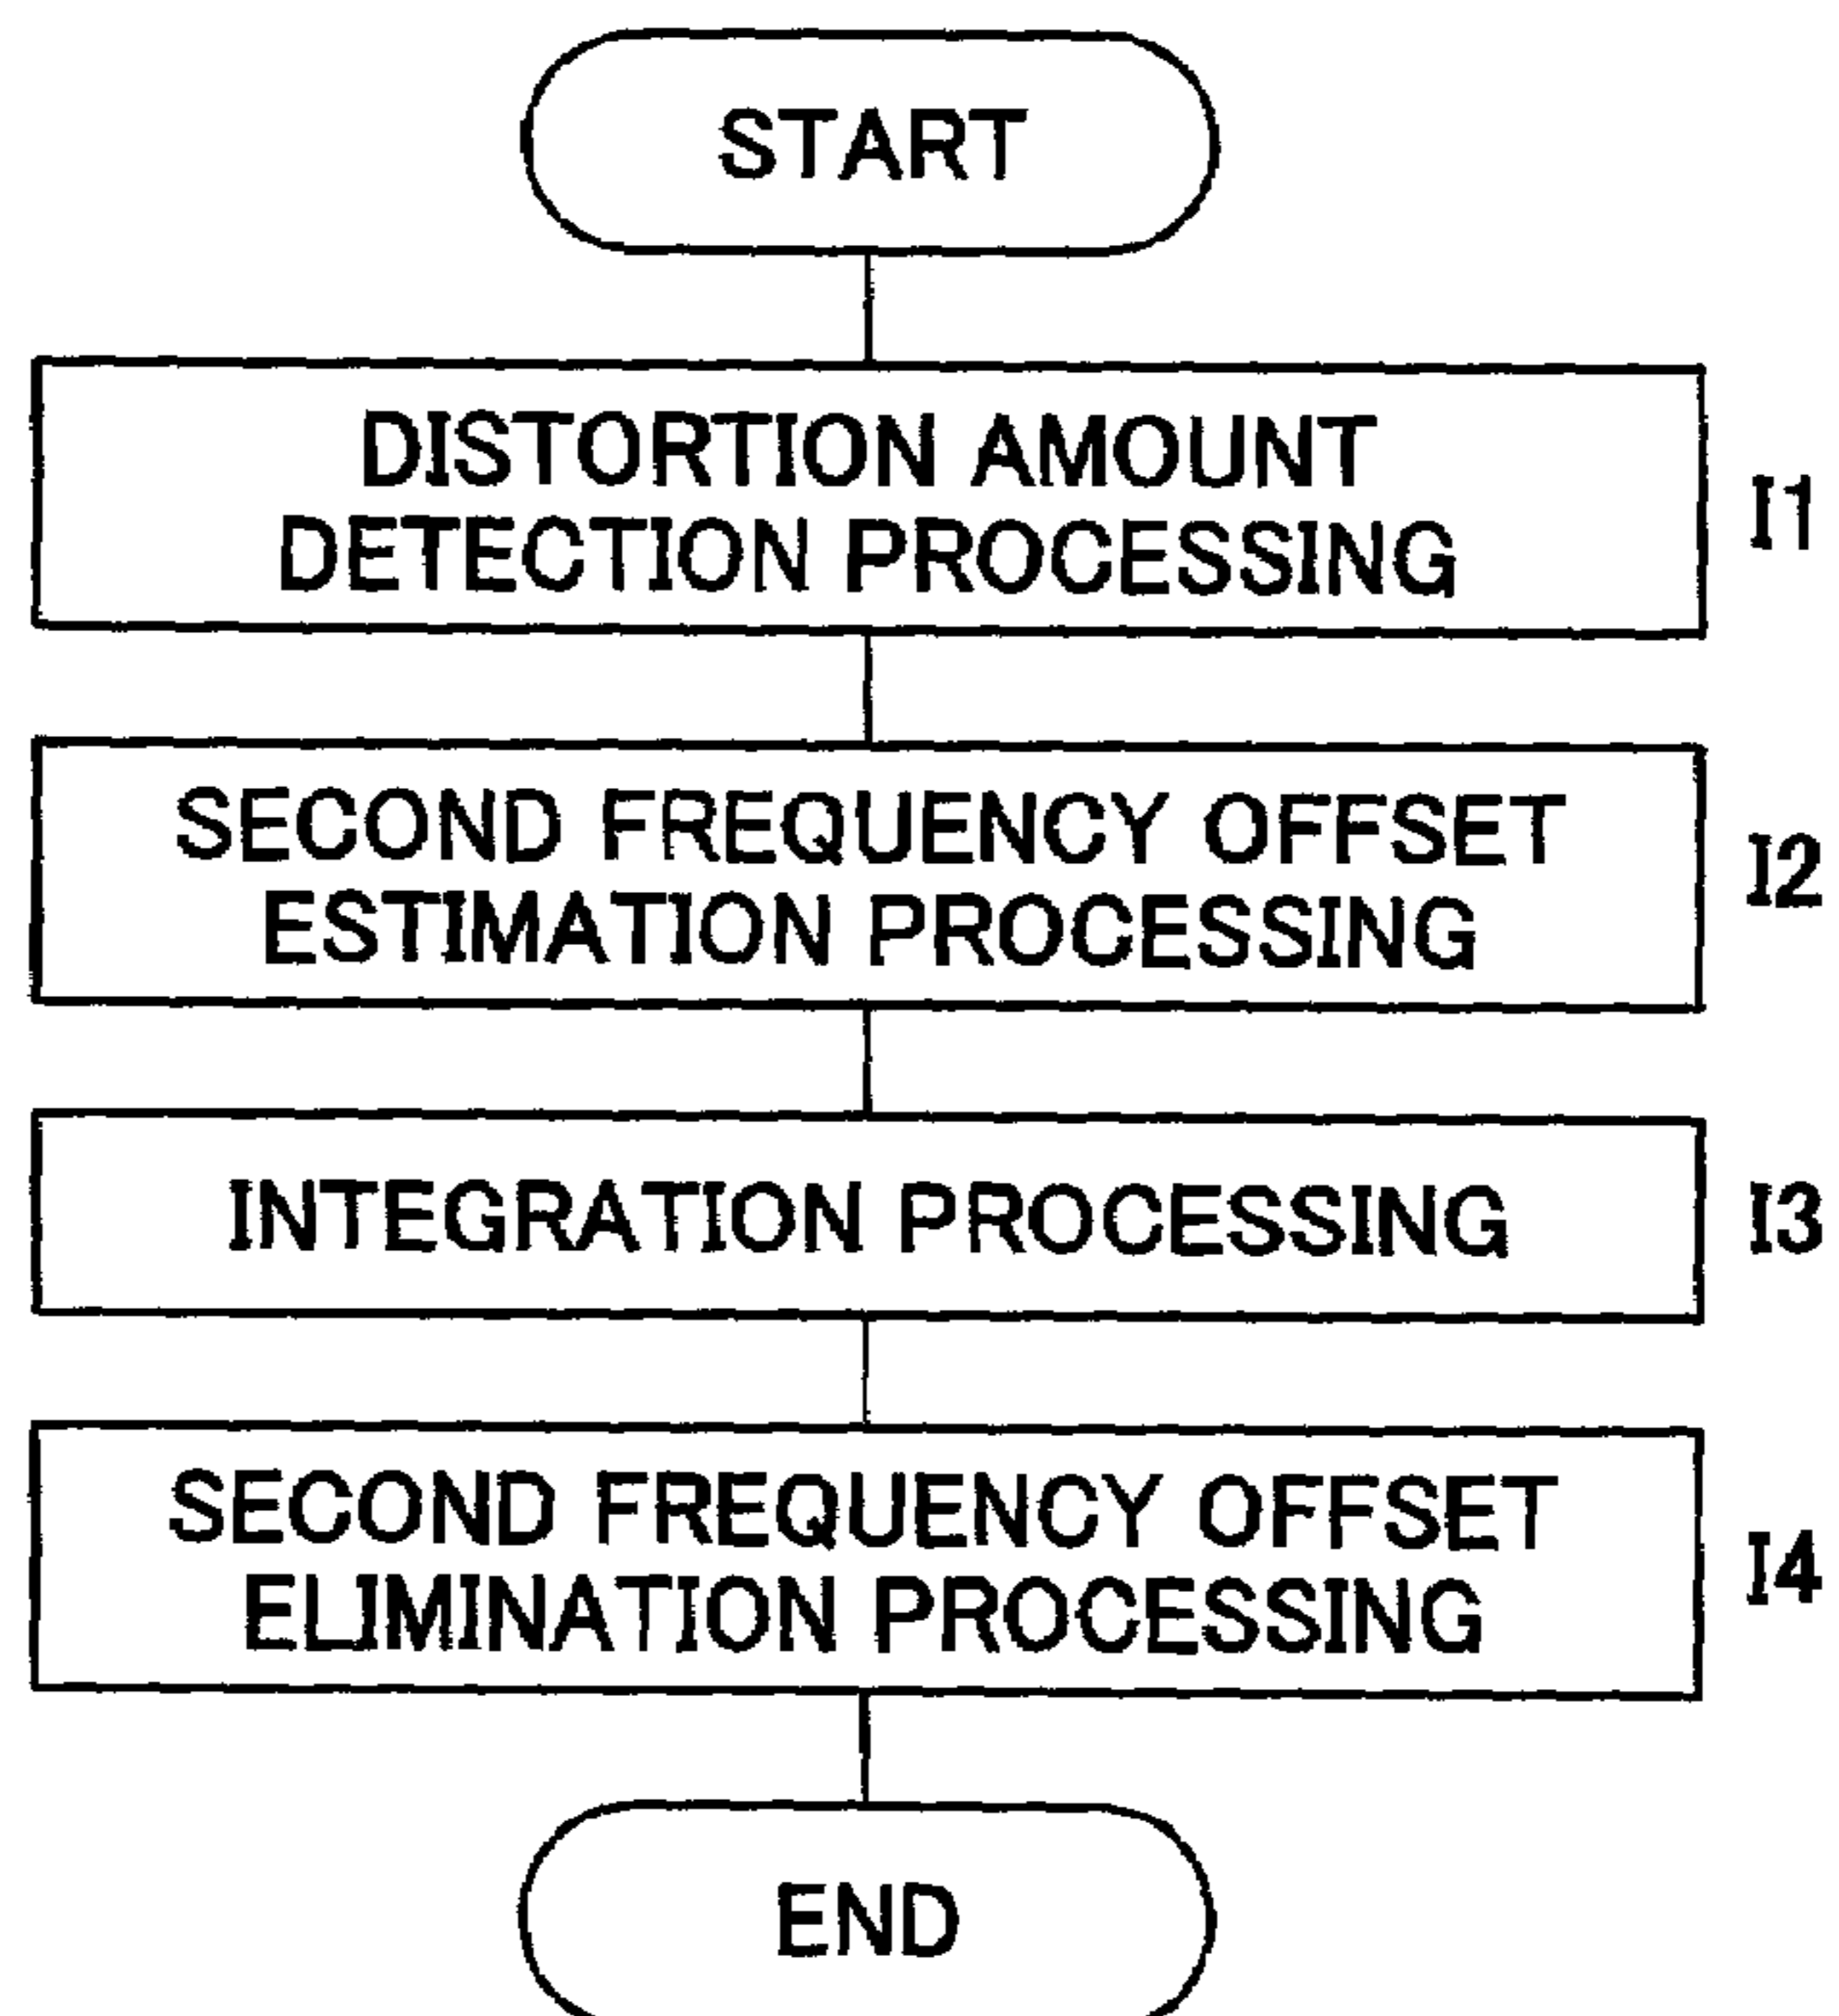 START
DISTORTION AMOUNT
DETECTION PROCESSING
I1
SECOND FREQUENCY OFFSET
ESTIMATION PROCESSING
I2
INTEGRATION PROCESSING
I3
SECOND FREQUENCY OFFSET
ELIMINATION PROCESSING
I4
END